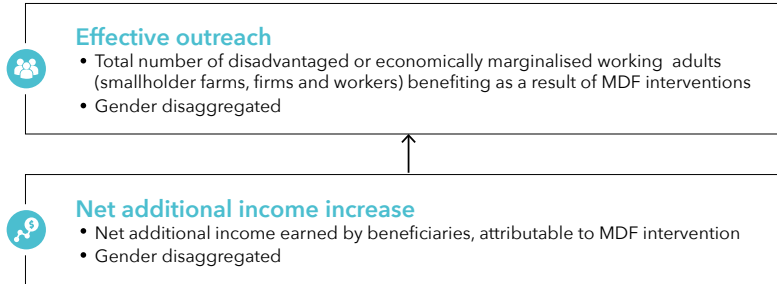 Effective outreach
• Total number of disadvantaged or economically marginalised working adults
(smallholder farms, firms and workers) benefiting as a result of MDF interventions
• Gender disaggregated
$
Net additional income increase
• Net additional income earned by beneficiaries, attributable to MDF intervention
• Gender disaggregated